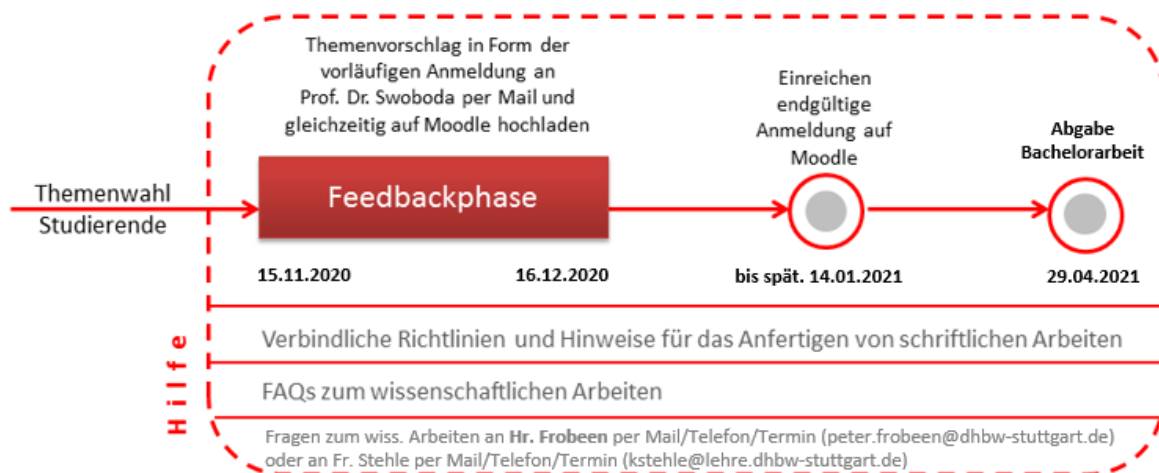 Themenvorschlag in Form der
vorläufigen Anmeldung an
Prof. Dr. Swoboda per Mail und
gleichzeitig auf Moodle hochladen
Einreichen
endgültige
Anmeldung auf
Moodle
Abgabe
Bachelorarbeit
Themenwahl
Studierende
Feedbackphase
15.11.2020
16.12.2020
bis spät. 14.01.2021
29.04.2021
Hilfe
Verbindliche Richtlinien und Hinweise für das Anfertigen von schriftlichen Arbeiten
FAQs zum wissenschaftlichen Arbeiten
Fragen zum wiss. Arbeiten an Hr. Frobeen per Mail/Telefon/Termin (peter.frobeen@dhbw-stuttgart.de)
oder an Fr. Stehle per Mail/Telefon/Termin (kstehle@lehre.dhbw-stuttgart.de)